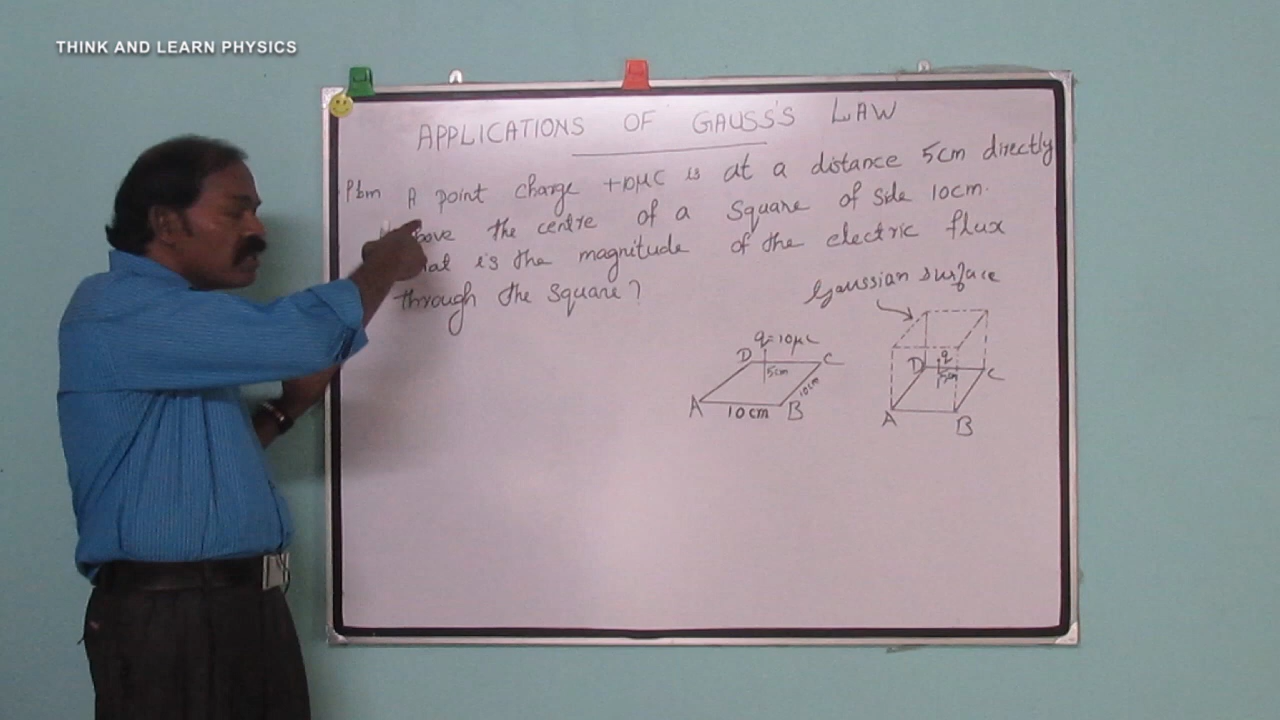 THINK AND LEARN PHYSICS
APPLICATIONS OF GAUSS'S LAW
Pbm A point charge +10μC is at a distance 5cm directly
the centre of a square of side 10cm.
is the magnitude of the electric flux
through the square?
Gaussian surface
q=10μC
D C
5cm
10cm
A 10cm B
q
D 5cm C
A B